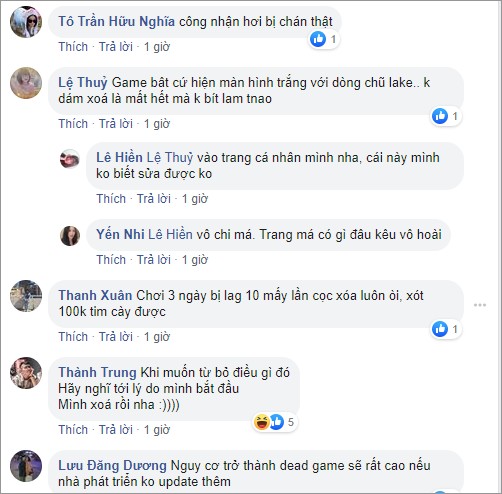 Tô Trần Hữu Nghĩa công nhận hơi bị chán thật
1
Thích · Trả lời · 1 giờ
Lệ Thuỷ Game bật cứ hiện màn hình trắng với dòng chữ lake.. k
dám xoá là mất hết mà k bít lam tnao
1
Thích · Trả lời · 1 giờ
Lê Hiền Lệ Thuỷ vào trang cá nhân mình nha, cái này mình
ko biết sửa được ko
Thích · Trả lời · 1 giờ
Yến Nhi Lê Hiền vô chi má. Trang má có gì đâu kêu vô hoài
Thích · Trả lời · 1 giờ
Thanh Xuân Chơi 3 ngày bị lag 10 mấy lần cọc xóa luôn òi, xót
100k tim cày được
1
Thích · Trả lời · 1 giờ
Thành Trung Khi muốn từ bỏ điều gì đó
Hãy nghĩ tới lý do mình bắt đầu
Mình xoá rồi nha :))))
5
Thích · Trả lời · 1 giờ
Lưu Đăng Dương Nguy cơ trở thành dead game sẽ rất cao nếu
nhà phát triển ko update thêm